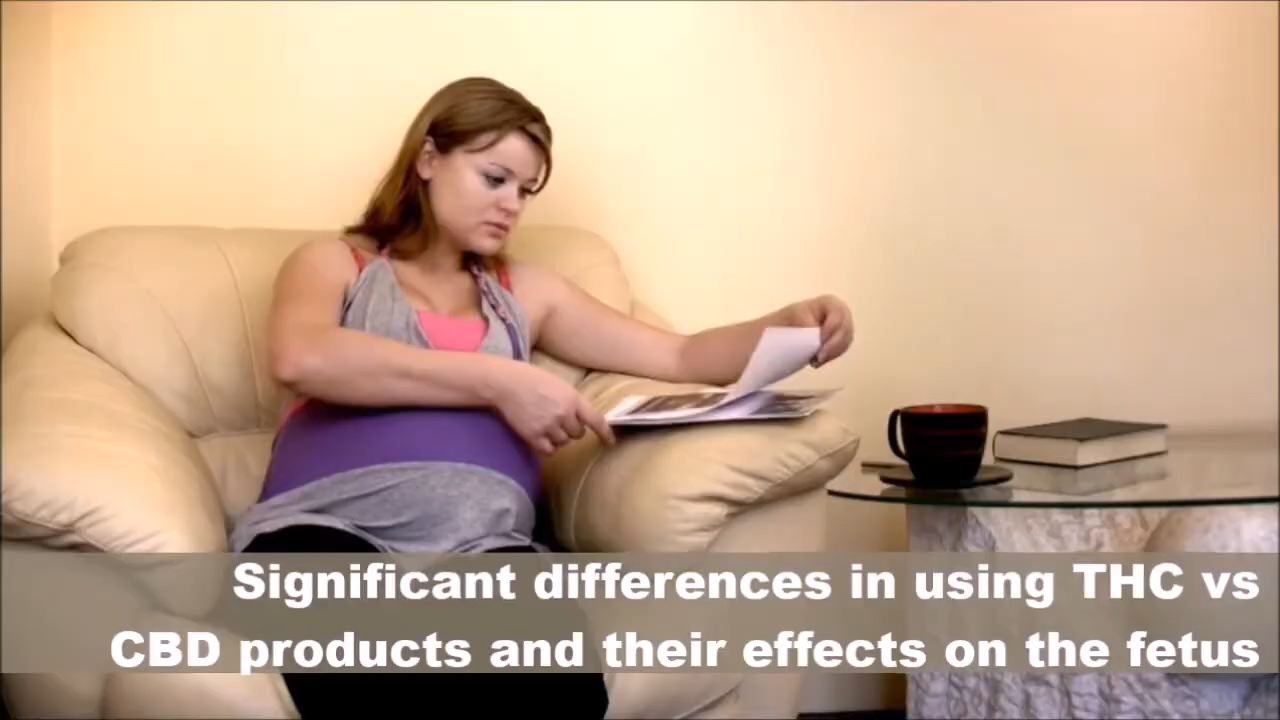 Significant differences in using THC vs
CBD products and their effects on the fetus